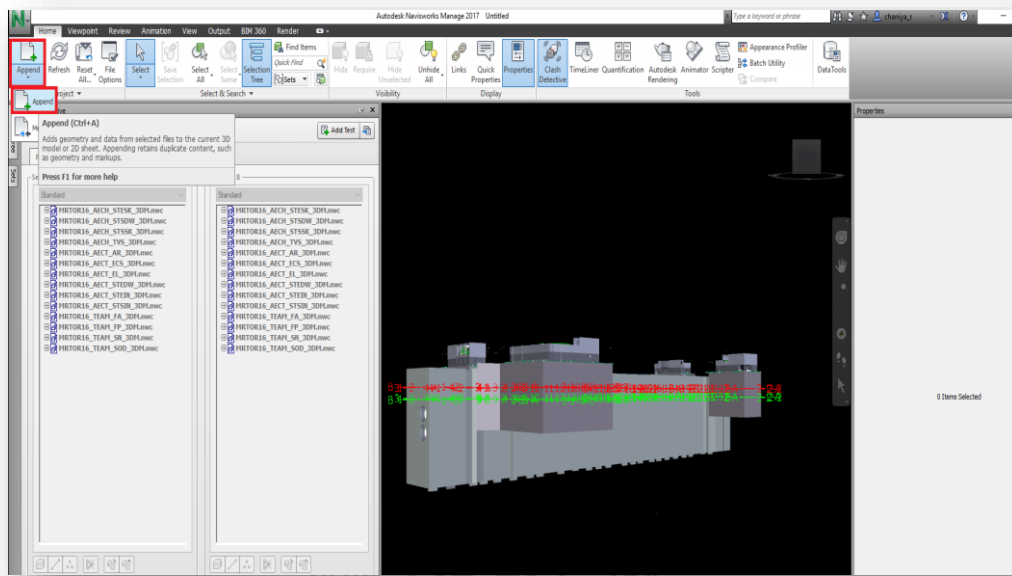 Autodesk Navisworks Manage 2017 Untitled
Type a keyword or phrase
chaniya_r
Home Viewpoint Review Animation View Output BIM 360 Render
Append Refresh Reset All... File Options Select Save Selection Select All Select Same Selection Tree
Find Items
Quick Find
Sets
Hide Require Hide Unselected Unhide All Links Quick Properties Properties Clash Detective TimeLiner Quantification Autodesk Rendering Animator Scripter
Appearance Profiler
Batch Utility
Compare
DataTools
Project Select & Search Visibility Display Tools
Append
Append (Ctrl+A)
Adds geometry and data from selected files to the current 3D
model or 2D sheet. Appending retains duplicate content, such
as geometry and markups.
Press F1 for more help
Add Test
Properties
Sets
Standard Standard
MRTOR16_AECH_STESK_3DM.nwc MRTOR16_AECH_STESK_3DM.nwc
MRTOR16_AECH_STSDW_3DM.nwc MRTOR16_AECH_STSDW_3DM.nwc
MRTOR16_AECH_STSSK_3DM.nwc MRTOR16_AECH_STSSK_3DM.nwc
MRTOR16_AECH_TVS_3DM.nwc MRTOR16_AECH_TVS_3DM.nwc
MRTOR16_AECT_AR_3DM.nwc MRTOR16_AECT_AR_3DM.nwc
MRTOR16_AECT_ECS_3DM.nwc MRTOR16_AECT_ECS_3DM.nwc
MRTOR16_AECT_EL_3DM.nwc MRTOR16_AECT_EL_3DM.nwc
MRTOR16_AECT_STEDW_3DM.nwc MRTOR16_AECT_STEDW_3DM.nwc
MRTOR16_AECT_STEIN_3DM.nwc MRTOR16_AECT_STEIN_3DM.nwc
MRTOR16_AECT_STSIN_3DM.nwc MRTOR16_AECT_STSIN_3DM.nwc
MRTOR16_TEAM_FA_3DM.nwc MRTOR16_TEAM_FA_3DM.nwc
MRTOR16_TEAM_FP_3DM.nwc MRTOR16_TEAM_FP_3DM.nwc
MRTOR16_TEAM_SN_3DM.nwc MRTOR16_TEAM_SN_3DM.nwc
MRTOR16_TEAM_SOD_3DM.nwc MRTOR16_TEAM_SOD_3DM.nwc
0 Items Selected